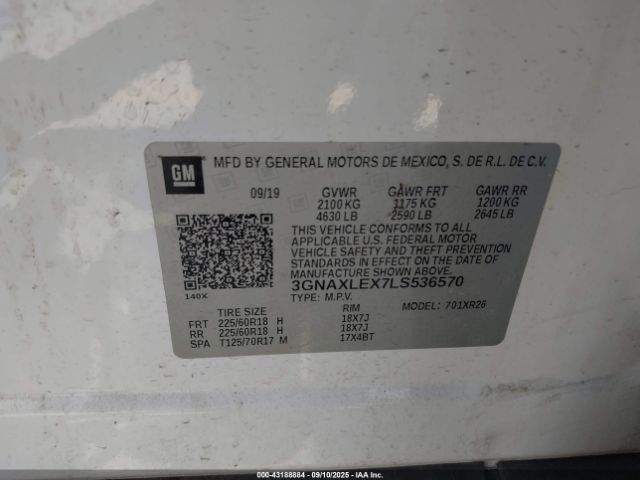 GM
MFD BY GENERAL MOTORS DE MEXICO, S. DE R.L. DE C.V.
09/19 GVWR GAWR FRT GAWR RR
2100 KG 1175 KG 1200 KG
4630 LB 2590 LB 2645 LB
THIS VEHICLE CONFORMS TO ALL
APPLICABLE U.S. FEDERAL MOTOR
VEHICLE SAFETY AND THEFT PREVENTION
STANDARDS IN EFFECT ON THE DATE OF
MANUFACTURE SHOWN ABOVE.
3GNAXLEX7LS536570
140X
TYPE: M.P.V. MODEL: 701XR26
TIRE SIZE RIM
FRT 225/60R18 H 18X7J
RR 225/60R18 H 18X7J
SPA T125/70R17 M 17X4BT
000-43188884 - 09/10/2025 - IAA, Inc.